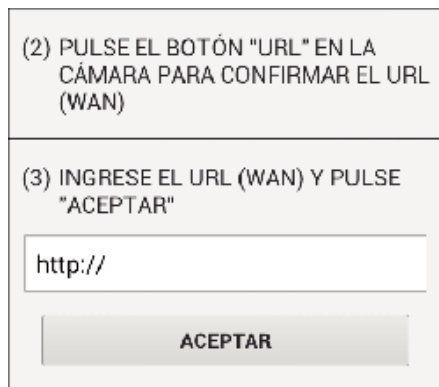 (2) PULSE EL BOTÓN "URL" EN LA
CÁMARA PARA CONFIRMAR EL URL
(WAN)
(3) INGRESE EL URL (WAN) Y PULSE
"ACEPTAR"
http://
ACEPTAR